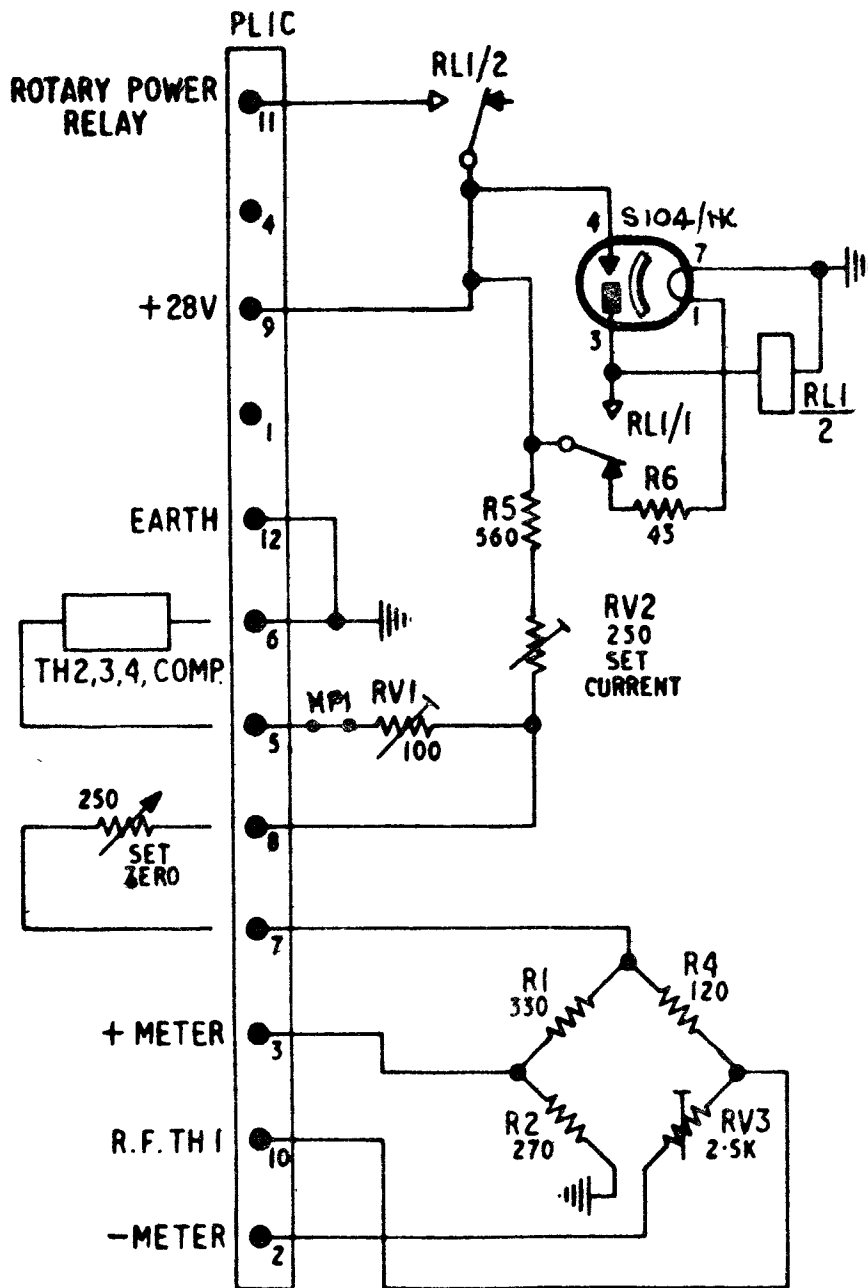 PL1C
ROTARY POWER
RELAY
11
RL1/2
4
4
S104/1K
7
+28V
9
3
1
1
RL1/1
RL1
2
EARTH
12
R5
560
R6
43
6
TH2,3,4, COMP.
RV2
250
SET
CURRENT
5
MP1
RV1
100
250
SET
ZERO
8
7
R1
330
R4
120
+ METER
3
R.F. TH 1
10
R2
270
RV3
2·5K
-METER
2